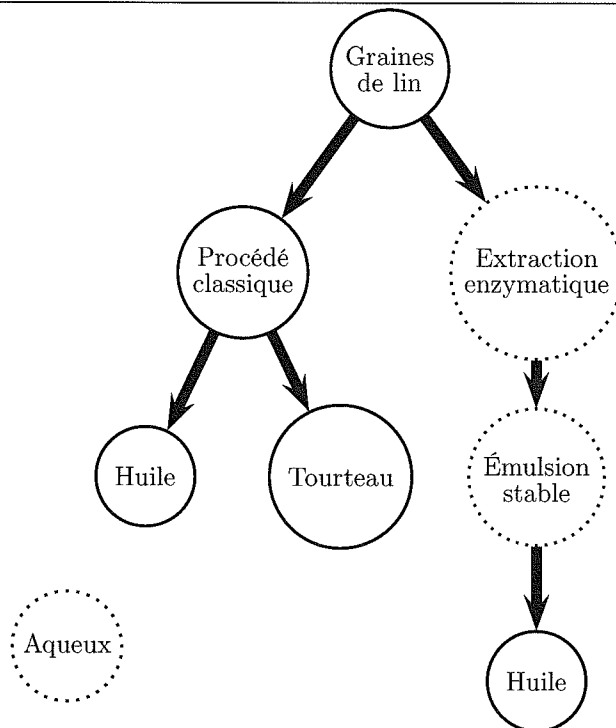 Graines
de lin
Procédé
classique
Extraction
enzymatique
Huile
Tourteau
Émulsion
stable
Aqueux
Huile